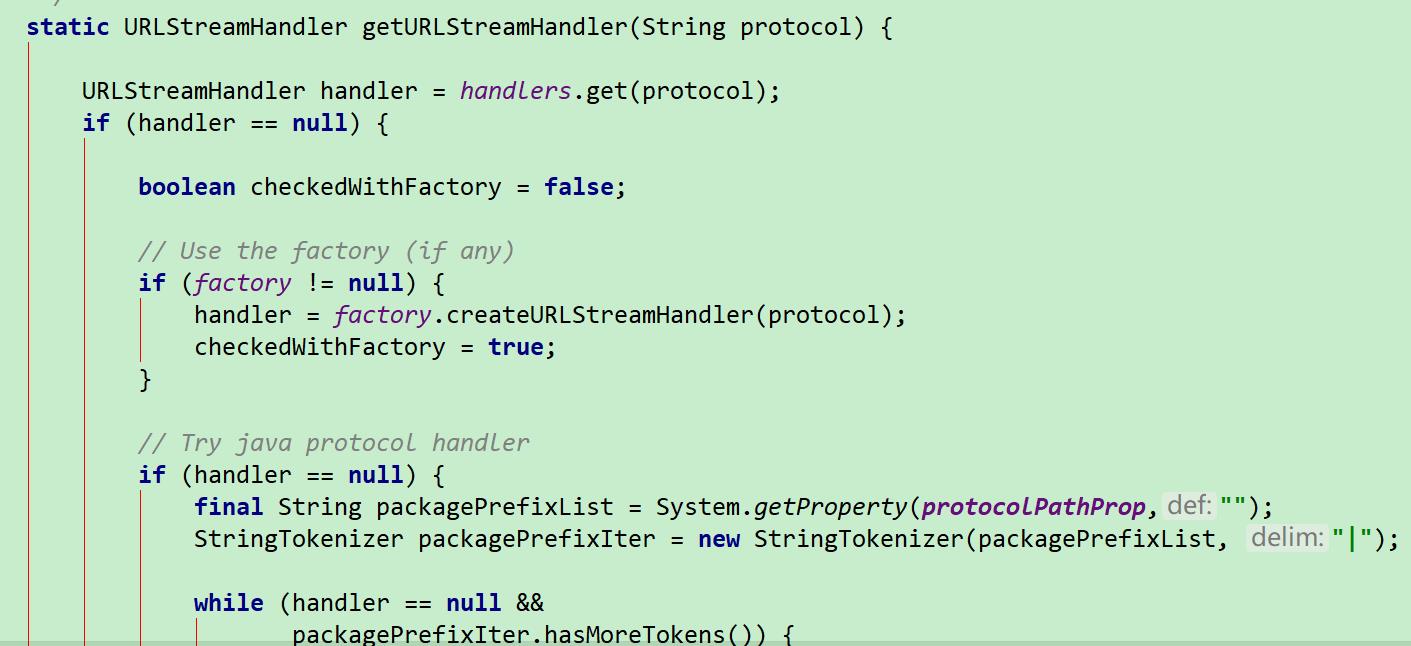 static URLStreamHandler getURLStreamHandler(String protocol) {
URLStreamHandler handler = handlers.get(protocol);
if (handler == null) {
boolean checkedWithFactory = false;
// Use the factory (if any)
if (factory != null) {
handler = factory.createURLStreamHandler(protocol);
checkedWithFactory = true;
}
// Try java protocol handler
if (handler == null) {
final String packagePrefixList = System.getProperty(protocolPathProp, def: "");
StringTokenizer packagePrefixIter = new StringTokenizer(packagePrefixList, delim: "|");
while (handler == null &&
packagePrefixIter.hasMoreTokens()) {